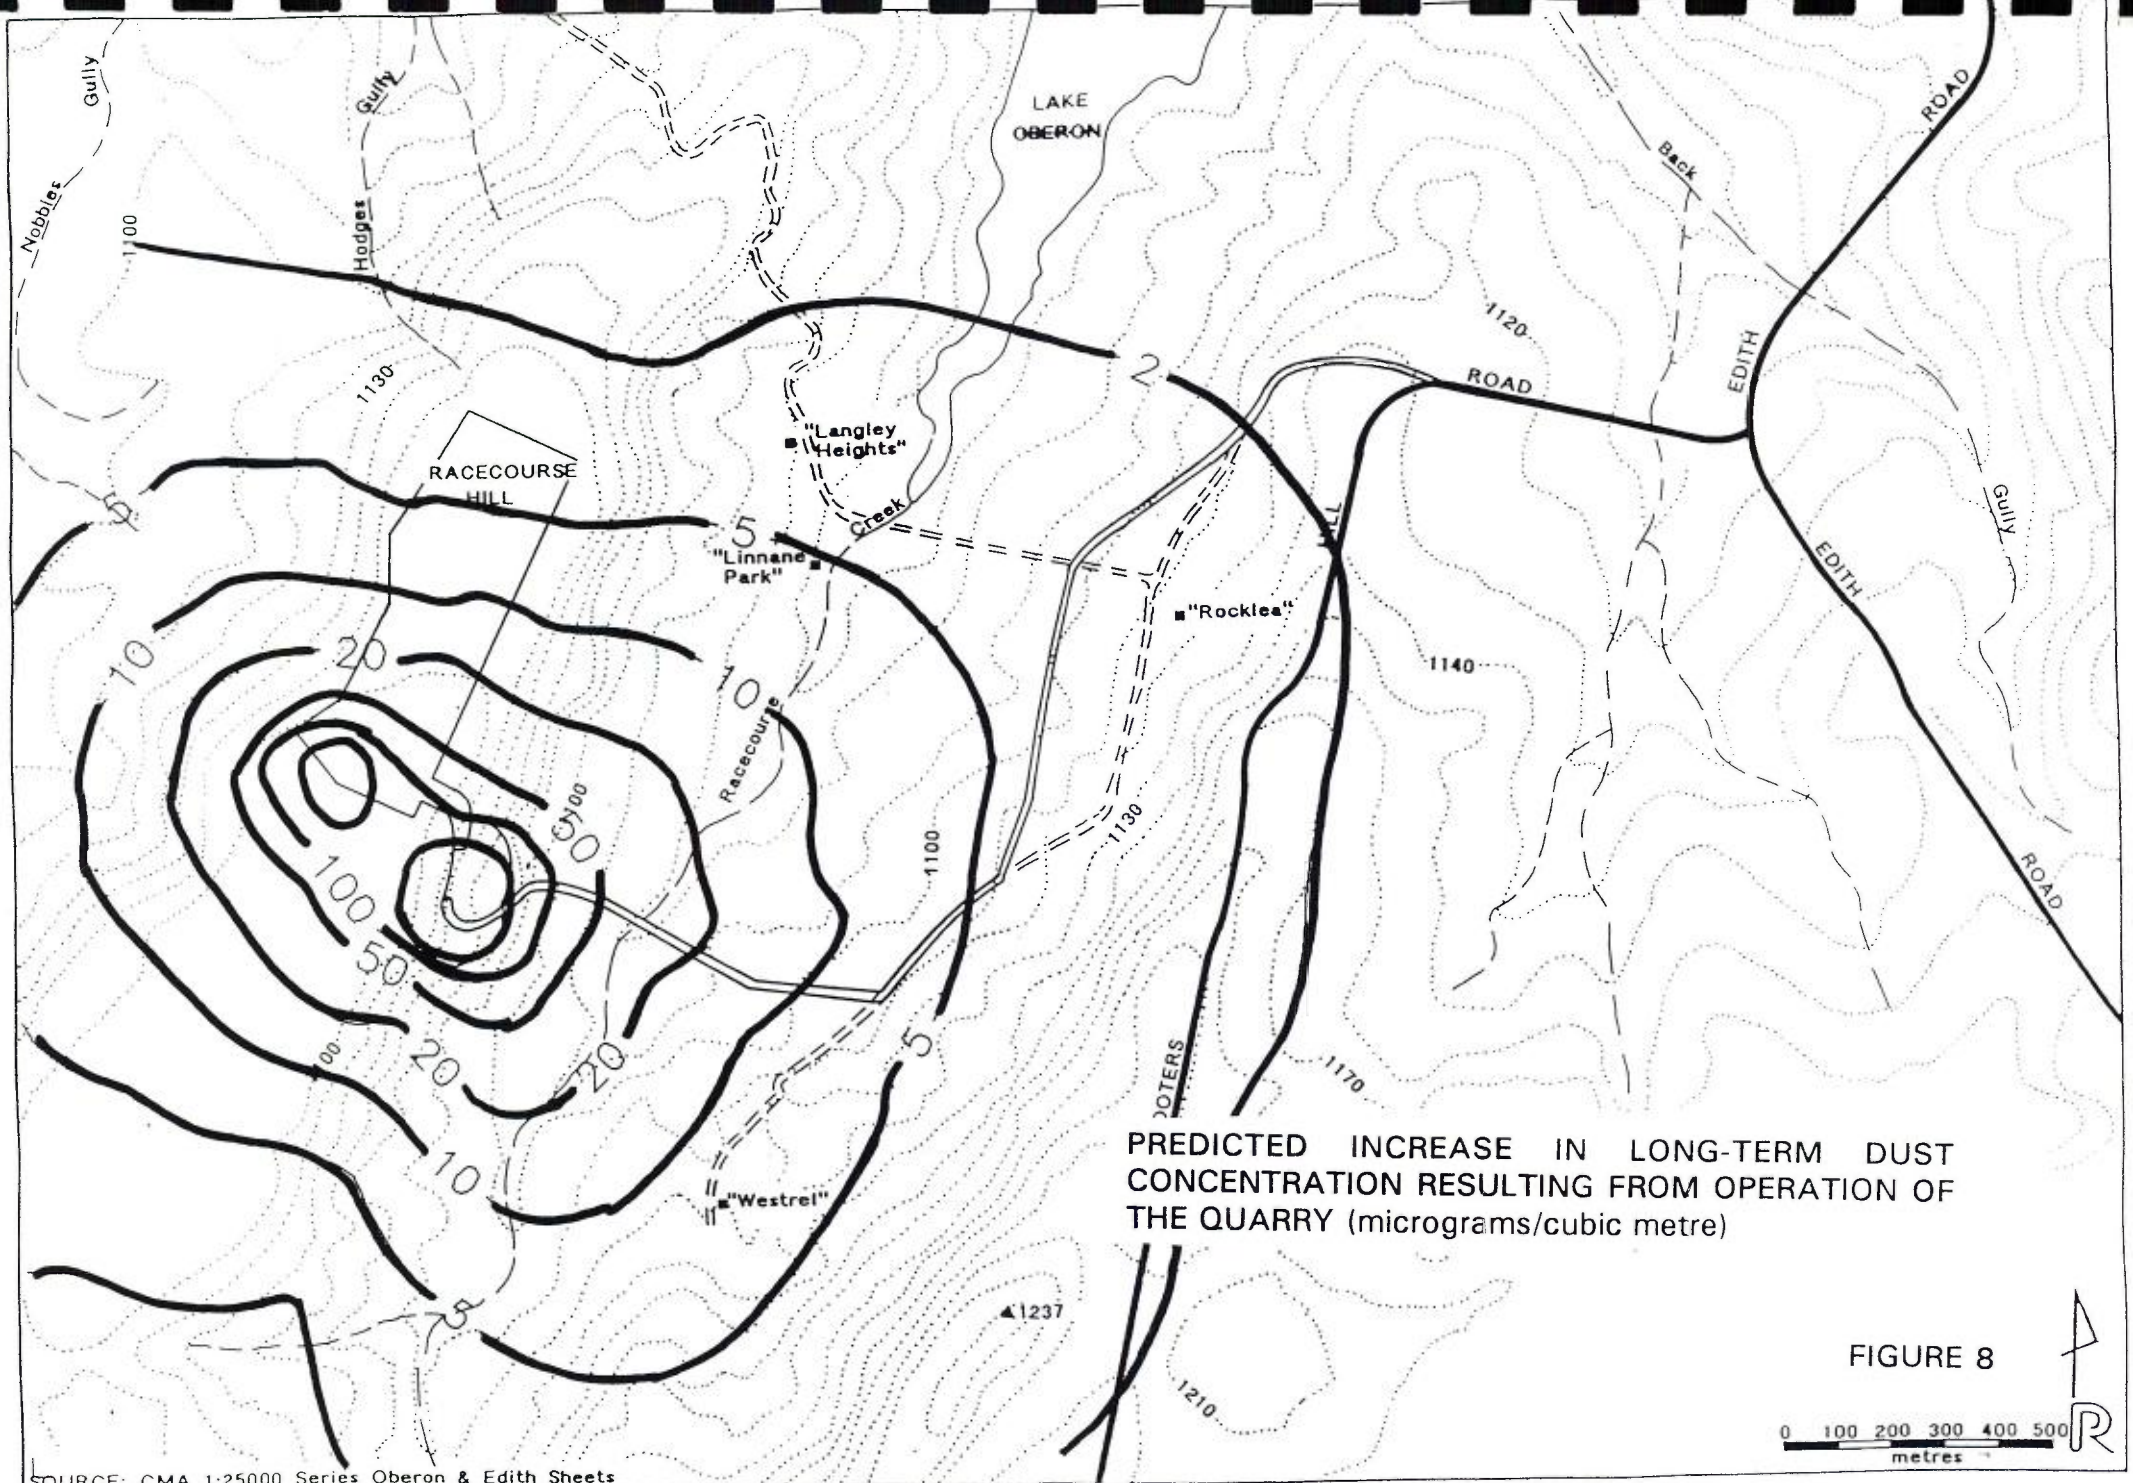 Gully
Nobbles
1100
Gully
Hodges
LAKE
OBERON
Back
ROAD
1120
EDITH
ROAD
2
1130
"Langley
Heights"
RACECOURSE
HILL
Creek
5
5
"Linnane
Park"
"Rocklea"
Gully
EDITH
10
20
10
1140
Racecourse
50
100
1100
1130
100
50
ROAD
5
20
20
1170
10
"Westrel"
5
1237
1210
PREDICTED INCREASE IN LONG-TERM DUST
CONCENTRATION RESULTING FROM OPERATION OF
THE QUARRY (micrograms/cubic metre)
FIGURE 8
0 100 200 300 400 500
metres
R
SOURCE: CMA 1:25000 Series Oberon & Edith Sheets